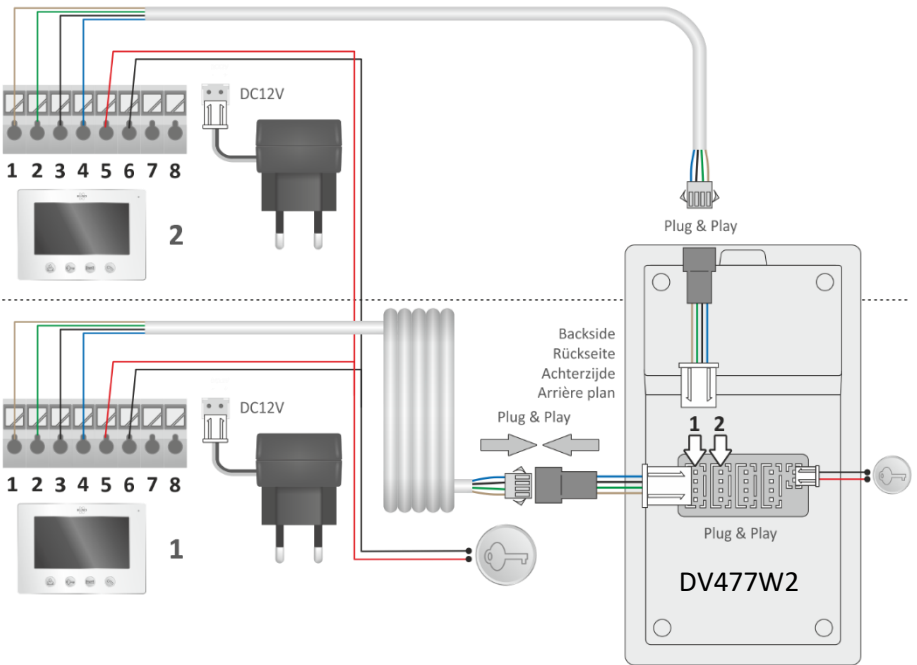 DC12V
1 2 3 4 5 6 7 8
2
Plug & Play
Backside
Rückseite
Achterzijde
Arrière plan
Plug & Play
DC12V
1 2
1 2 3 4 5 6 7 8
1
Plug & Play
DV477W2